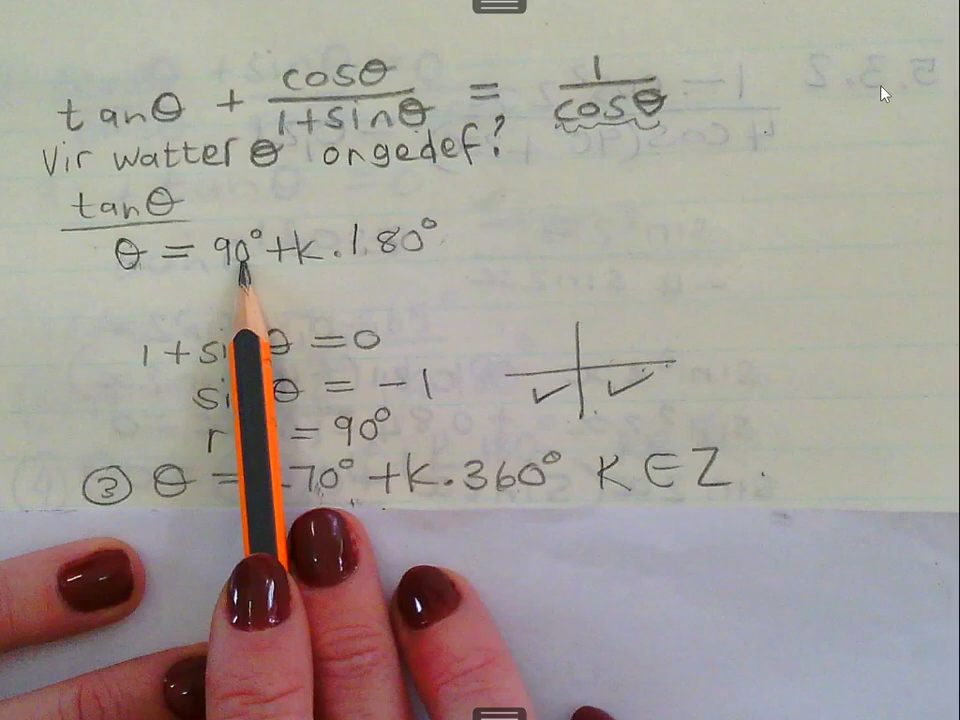 tanθ + cosθ/1+sinθ = 1/cosθ
Vir watter θ ongedef?
tanθ
θ = 90° + k.180°
1 + si θ = 0
si θ = -1
r = 90°
③ θ = 70° + k.360° K ∈ Z.